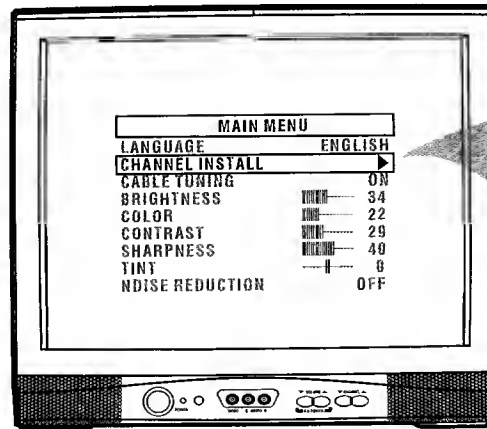 MAIN MENU
LANGUAGE ENGLISH
CHANNEL INSTALL ▶
CABLE TUNING ON
BRIGHTNESS 34
COLOR 22
CONTRAST 29
SHARPNESS 40
TINT 0
NOISE REDUCTION OFF
POWER